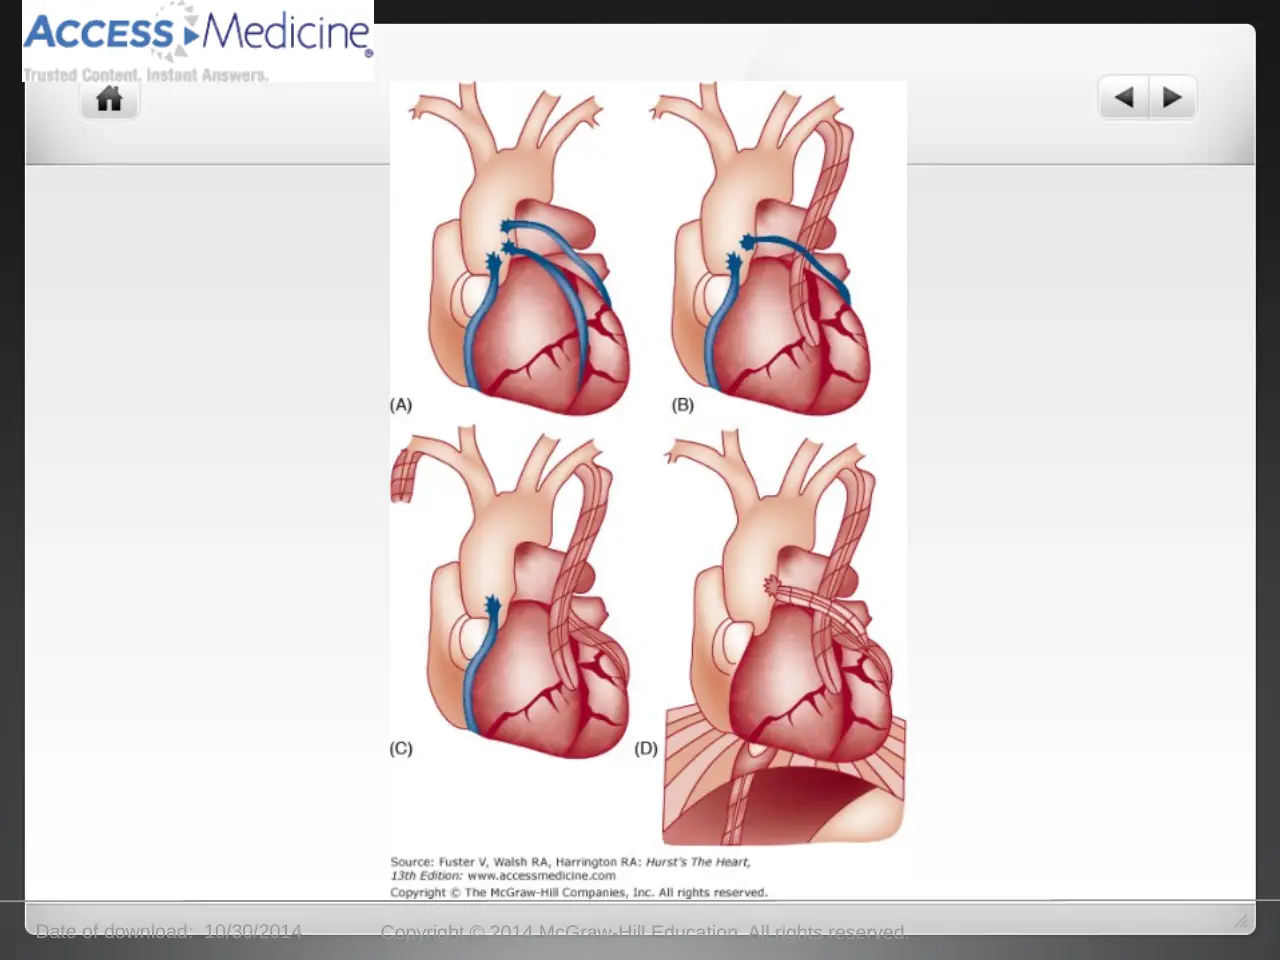 ACCESS Medicine®
Trusted Content. Instant Answers.
(A)
(B)
(C)
(D)
Source: Fuster V, Walsh RA, Harrington RA: Hurst's The Heart,
13th Edition: www.accessmedicine.com
Copyright © The McGraw-Hill Companies, Inc. All rights reserved.
Date of download: 10/30/2014
Copyright © 2014 McGraw-Hill Education. All rights reserved.